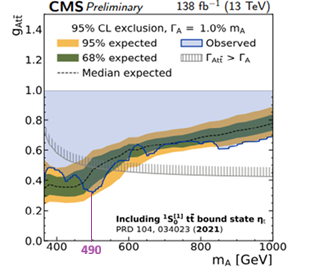 CMS Preliminary 138 fb⁻¹ (13 TeV)
95% CL exclusion, Γ_A = 1.0% m_A
95% expected
Observed
68% expected
Γ_Att̄ > Γ_A
Median expected
g_Att̄
1.4
1.2
1.0
0.8
0.6
0.4
0.2
0.0
Including ¹S₀^[1] tt̄ bound state η
PRD 104, 034023 (2021)
400 600 800 1000
490
m_A [GeV]